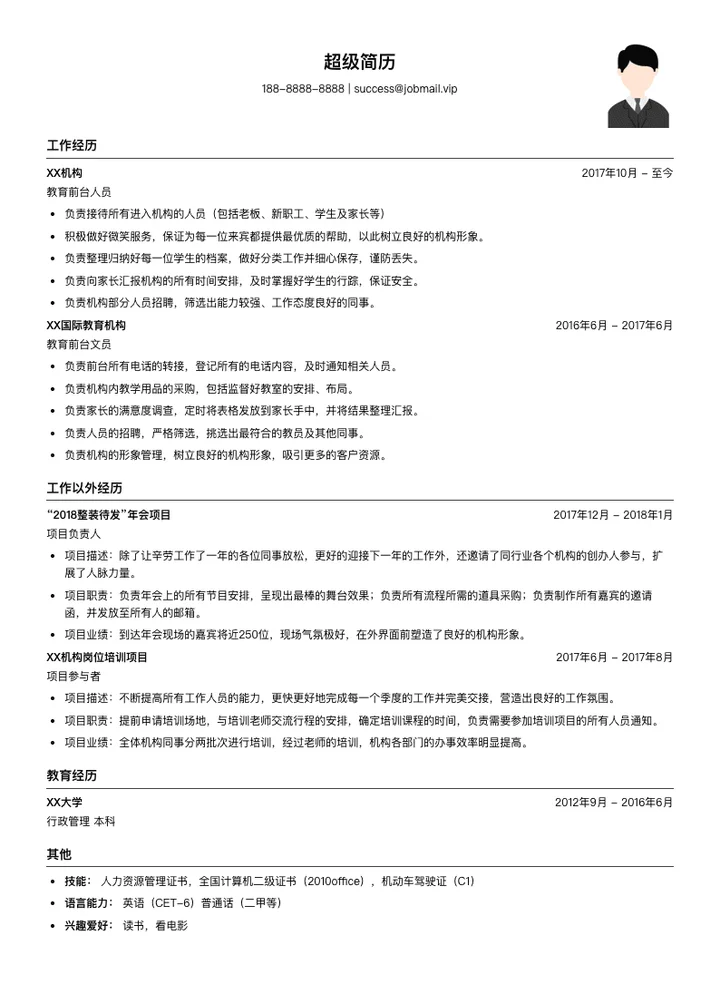 超级简历
188-8888-8888 | success@jobmail.vip
工作经历
XX机构 2017年10月 – 至今
教育前台人员
• 负责接待所有进入机构的人员（包括老板、新职工、学生及家长等）
• 积极做好微笑服务，保证为每一位来宾都提供最优质的帮助，以此树立良好的机构形象。
• 负责整理归纳好每一位学生的档案，做好分类工作并细心保存，谨防丢失。
• 负责向家长汇报机构的所有时间安排，及时掌握好学生的行踪，保证安全。
• 负责机构部分人员招聘，筛选出能力较强、工作态度良好的同事。
XX国际教育机构 2016年6月 – 2017年6月
教育前台文员
• 负责前台所有电话的转接，登记所有的电话内容，及时通知相关人员。
• 负责机构内教学用品的采购，包括监督好教室的安排、布局。
• 负责家长的满意度调查，定时将表格发放到家长手中，并将结果整理汇报。
• 负责人员的招聘，严格筛选，挑选出最符合的教员及其他同事。
• 负责机构的形象管理，树立良好的机构形象，吸引更多的客户资源。
工作以外经历
“2018整装待发”年会项目 2017年12月 – 2018年1月
项目负责人
• 项目描述：除了让辛劳工作了一年的各位同事放松，更好的迎接下一年的工作外，还邀请了同行业各个机构的创办人参与，扩
展了人脉力量。
• 项目职责：负责年会上的所有节目安排，呈现出最棒的舞台效果；负责所有流程所需的道具采购；负责制作所有嘉宾的邀请
函，并发放至所有人的邮箱。
• 项目业绩：到达年会现场的嘉宾将近250位，现场气氛极好，在外界面前塑造了良好的机构形象。
XX机构岗位培训项目 2017年6月 – 2017年8月
项目参与者
• 项目描述：不断提高所有工作人员的能力，更快更好地完成每一个季度的工作并完美交接，营造出良好的工作氛围。
• 项目职责：提前申请培训场地，与培训老师交流行程的安排，确定培训课程的时间，负责需要参加培训项目的所有人员通知。
• 项目业绩：全体机构同事分两批次进行培训，经过老师的培训，机构各部门的办事效率明显提高。
教育经历
XX大学 2012年9月 – 2016年6月
行政管理 本科
其他
• 技能： 人力资源管理证书，全国计算机二级证书（2010office），机动车驾驶证（C1）
• 语言能力： 英语（CET-6）普通话（二甲等）
• 兴趣爱好： 读书，看电影